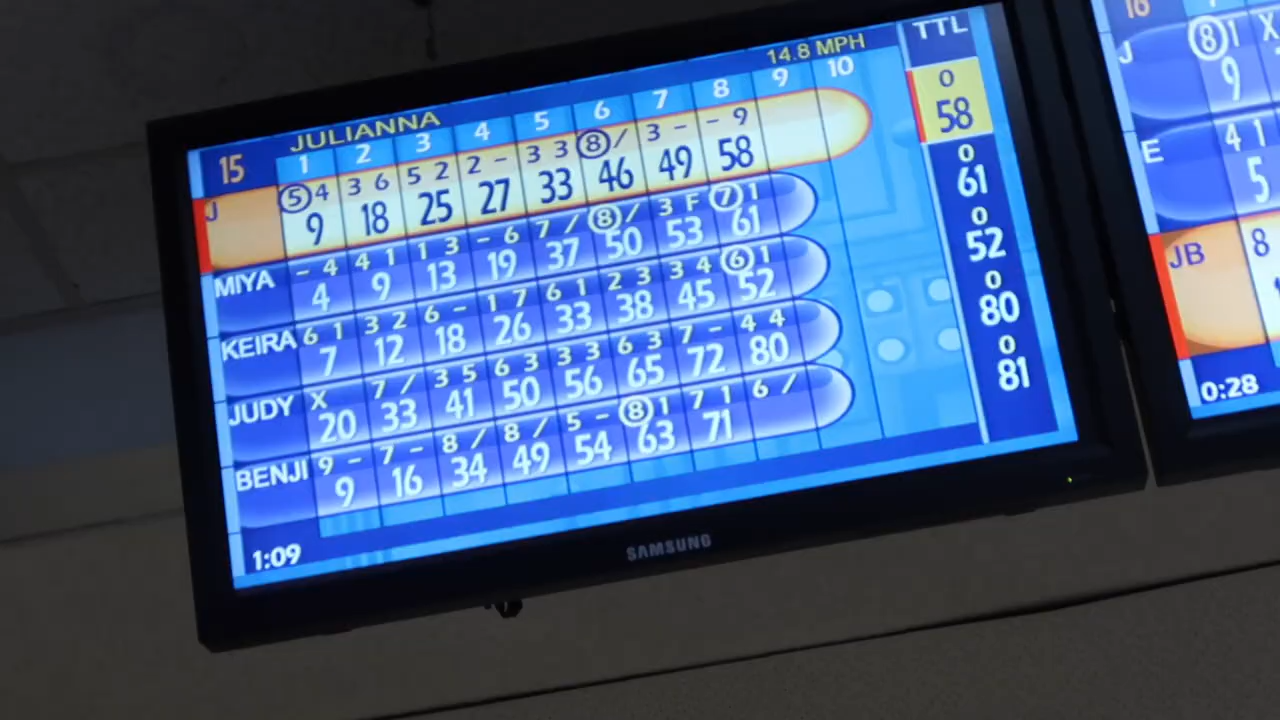 14.8 MPH TTL
15 JULIANNA
1 2 3 4 5 6 7 8 9 10
J 5 4 3 6 5 2 2 - 3 3 8 / 3 - - 9 0
9 18 25 27 33 46 49 58 58
MIYA - 4 4 1 1 3 - 6 7 / 8 / 3 F 7 1 0
4 9 13 19 37 50 53 61 61
KEIRA 6 1 3 2 6 - 1 7 6 1 2 3 3 4 6 1 0
7 12 18 26 33 38 45 52 52
JUDY X 7 / 3 5 6 3 3 3 6 3 7 - 4 4 0
20 33 41 50 56 65 72 80 80
BENJI 9 - 7 - 8 / 8 / 5 - 8 1 7 1 6 / 0
9 16 34 49 54 63 71 81
1:09
SAMSUNG
16
J 8 1 X
9
E 4 1
5
JB 8
0:28